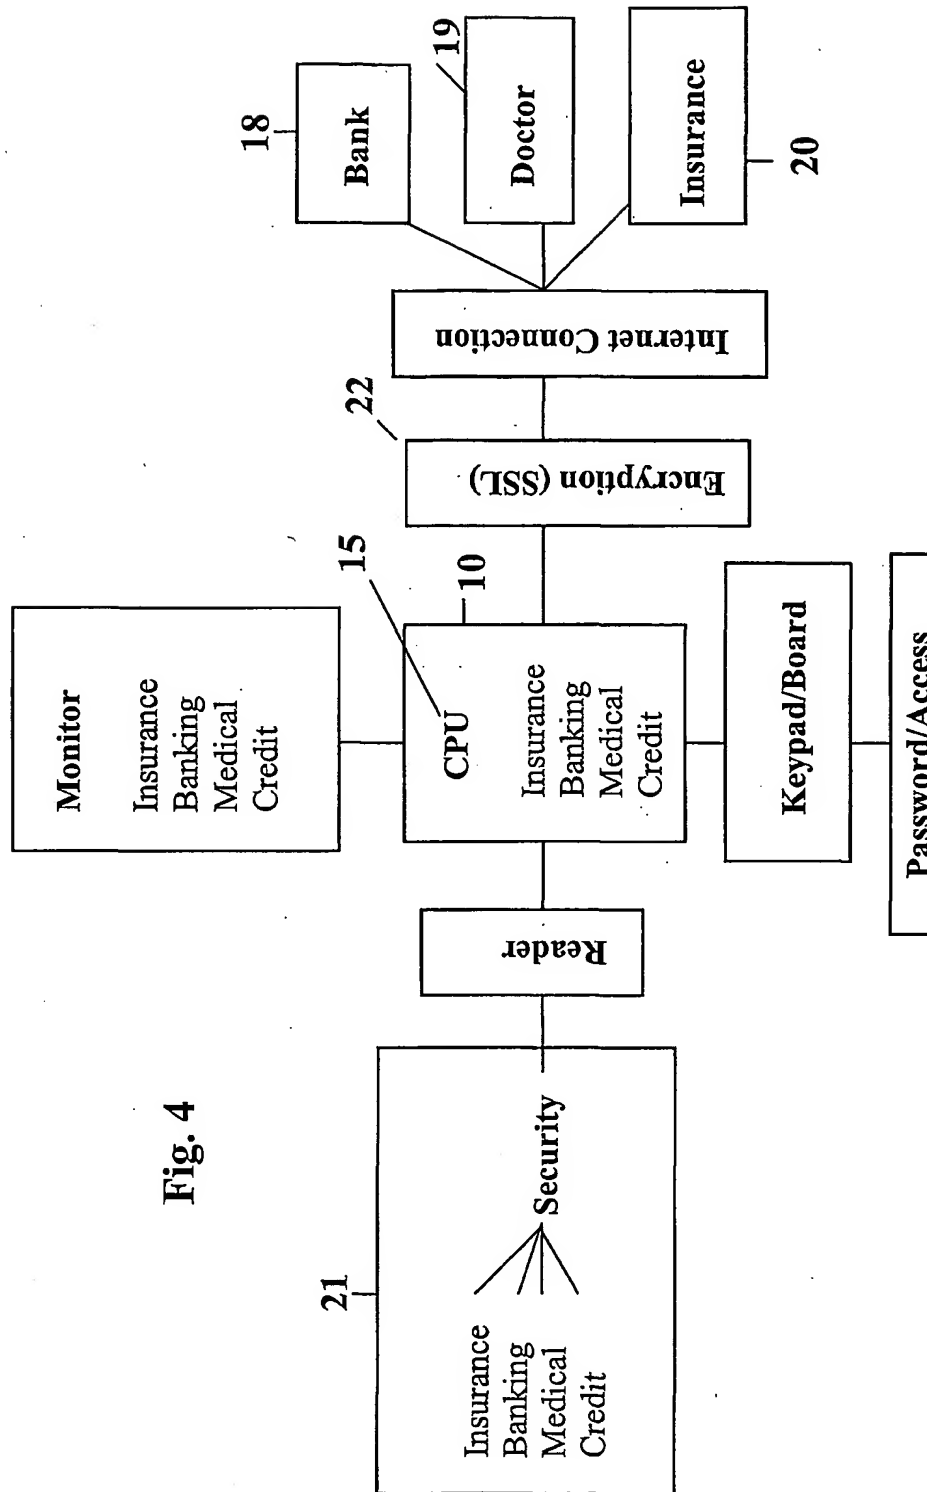 Fig. 4
21
Insurance
Banking
Medical
Credit
Security
Reader
Monitor
Insurance
Banking
Medical
Credit
15
10
CPU
Insurance
Banking
Medical
Credit
Keypad/Board
Password/Access
22
Encryption (SSL)
Internet Connection
18
Bank
19
Doctor
Insurance
20